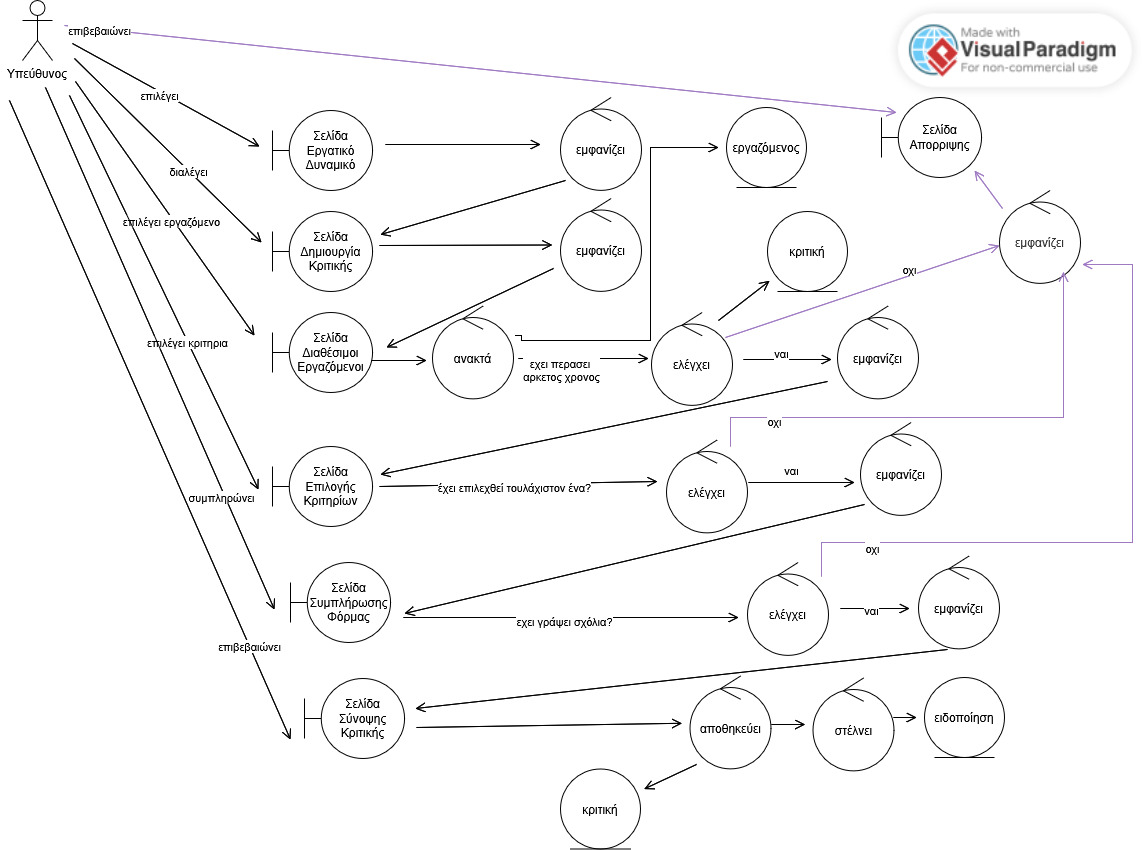 επιβεβαιώνει
Made with
Visual Paradigm
For non-commercial use
Υπεύθυνος
επιλέγει
Σελίδα
Εργατικό
Δυναμικό
εμφανίζει
εργαζόμενος
Σελίδα
Απορριψης
διαλέγει
επιλέγει εργαζόμενο
Σελίδα
Δημιουργία
Κριτικής
εμφανίζει
κριτική
εμφανίζει
οχι
επιλέγει κριτηρια
Σελίδα
Διαθέσιμοι
Εργαζόμενοι
ανακτά
εχει περασει
αρκετος χρονος
ελέγχει
ναι
εμφανίζει
οχι
συμπληρώνει
Σελίδα
Επιλογής
Κριτηρίων
έχει επιλεχθεί τουλάχιστον ένα?
ελέγχει
ναι
εμφανίζει
οχι
Σελίδα
Συμπλήρωσης
Φόρμας
εχει γράψει σχόλια?
ελέγχει
ναι
εμφανίζει
επιβεβαιώνει
Σελίδα
Σύνοψης
Κριτικής
αποθηκεύει
στέλνει
ειδοποίηση
κριτική